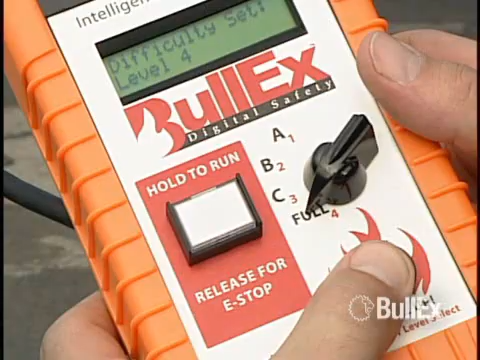 Intelligen
Difficulty Set:
Level 4
BullEx
Digital Safety
HOLD TO RUN
RELEASE FOR
E-STOP
A1
B2
C3
FULL4
BullEx
Level Select